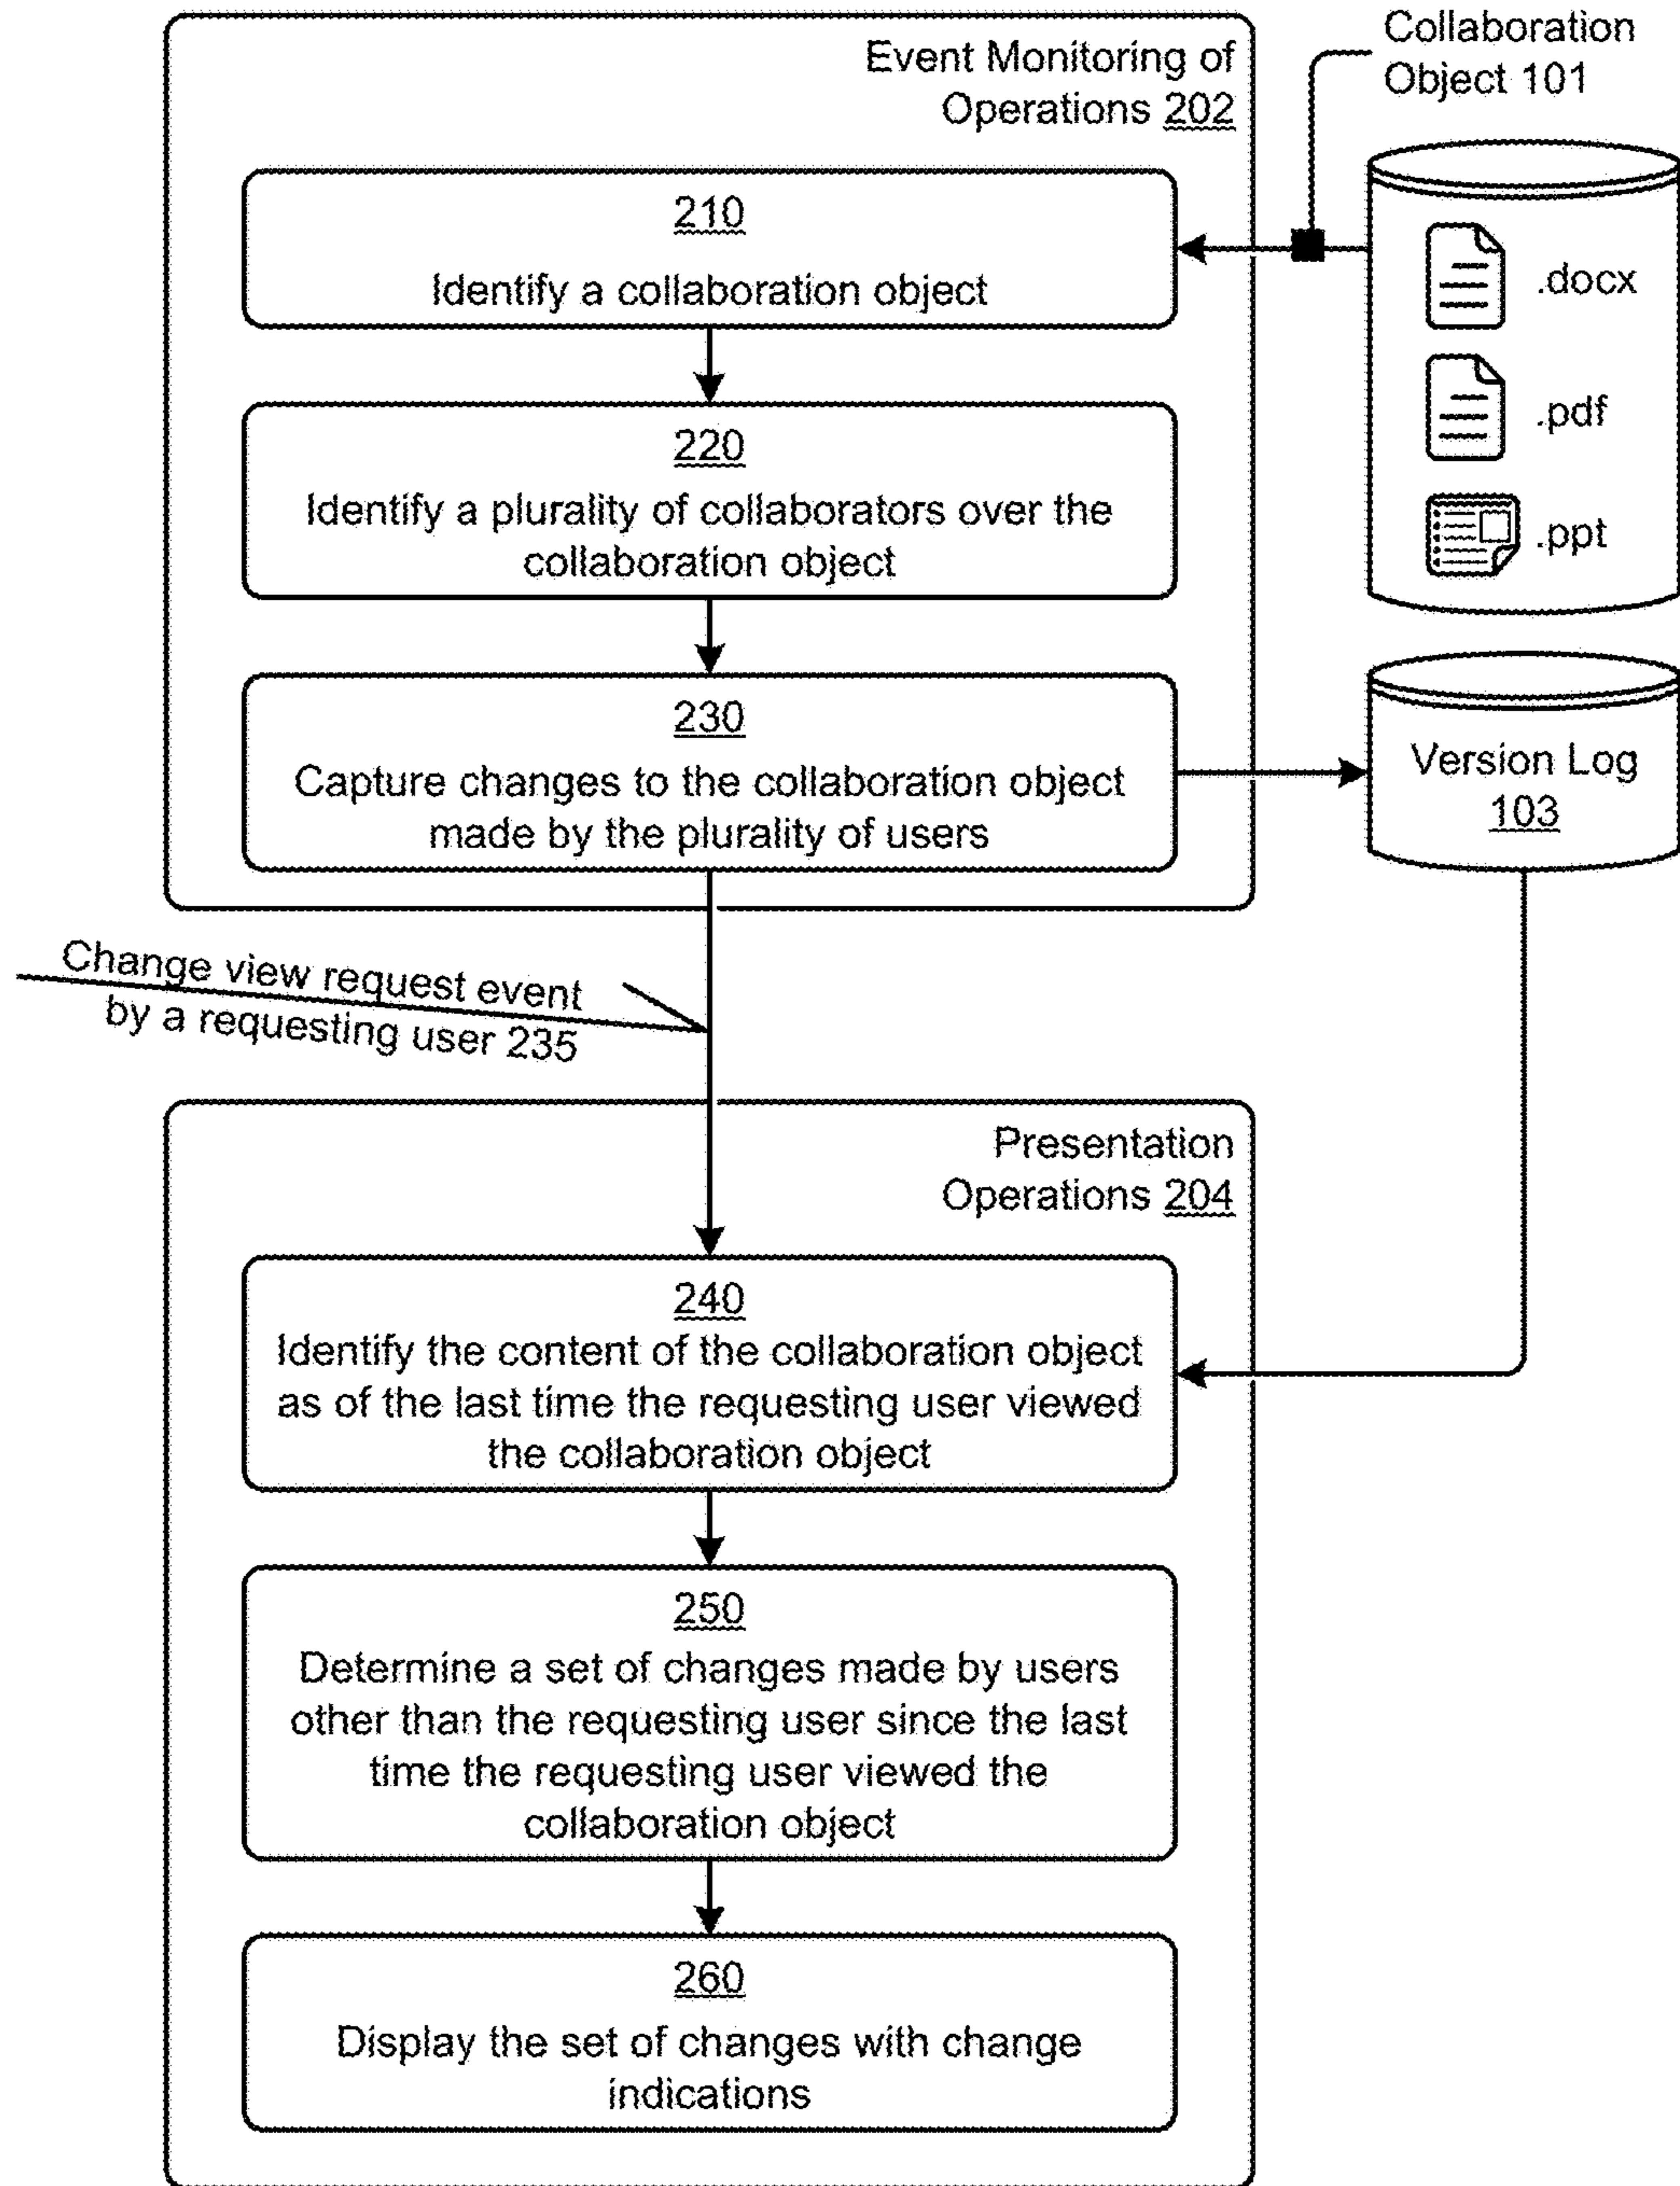 Event Monitoring of
Operations 202
Collaboration
Object 101
210
Identify a collaboration object
.docx
.pdf
.ppt
220
Identify a plurality of collaborators over the
collaboration object
230
Capture changes to the collaboration object
made by the plurality of users
Version Log
103
Change view request event
by a requesting user 235
Presentation
Operations 204
240
Identify the content of the collaboration object
as of the last time the requesting user viewed
the collaboration object
250
Determine a set of changes made by users
other than the requesting user since the last
time the requesting user viewed the
collaboration object
260
Display the set of changes with change
indications